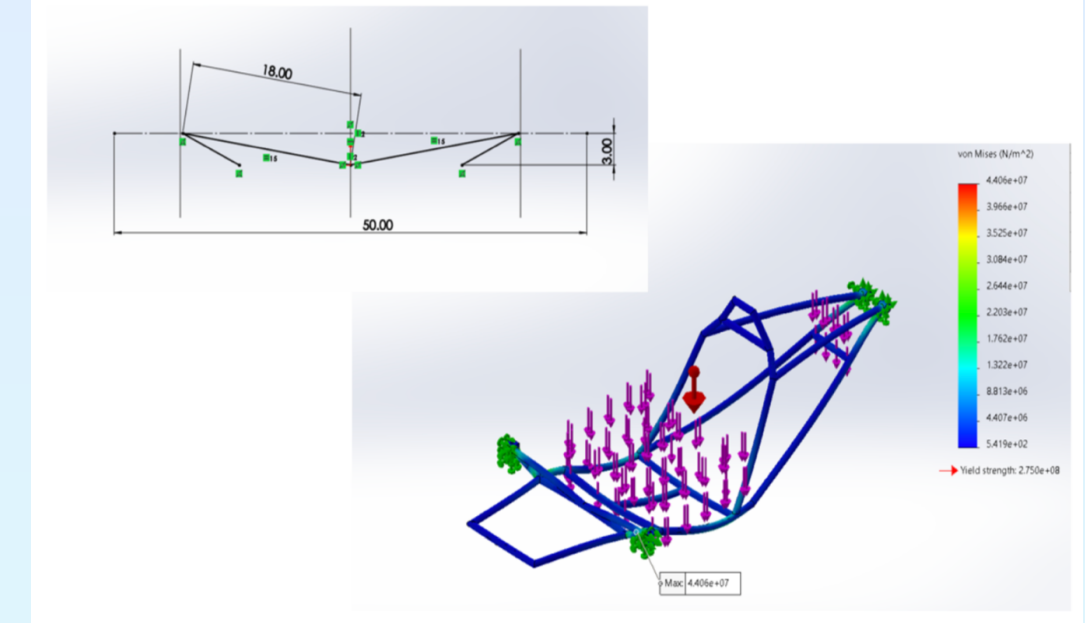 18.00
3.00
50.00
von Mises (N/m^2)
4.406e+07
3.966e+07
3.525e+07
3.084e+07
2.644e+07
2.203e+07
1.762e+07
1.322e+07
8.813e+06
4.407e+06
5.419e+02
Yield strength: 2.750e+08
Max: 4.406e+07